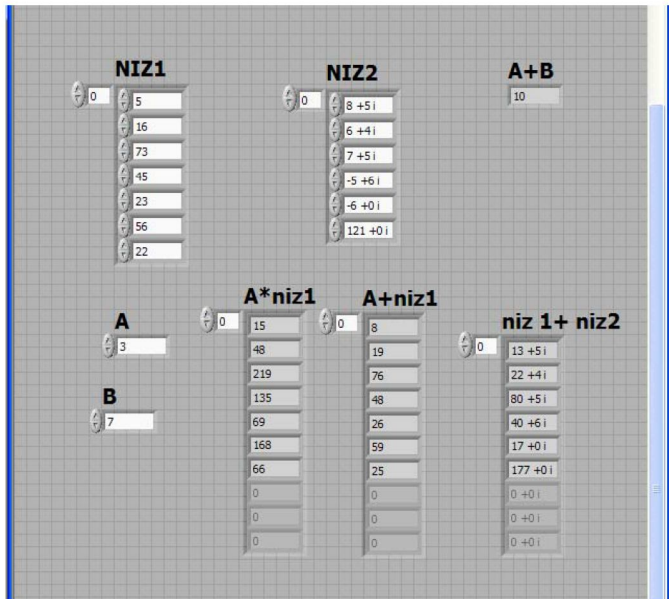 NIZ1
0
5
16
73
45
23
56
22
NIZ2
0
8 +5 i
6 +4 i
7 +5 i
-5 +6 i
-6 +0 i
121 +0 i
A+B
10
A
3
B
7
A*niz1
0
15
48
219
135
69
168
66
0
0
0
A+niz1
0
8
19
76
48
26
59
25
0
0
0
niz 1+ niz2
0
13 +5 i
22 +4 i
80 +5 i
40 +6 i
17 +0 i
177 +0 i
0 +0 i
0 +0 i
0 +0 i